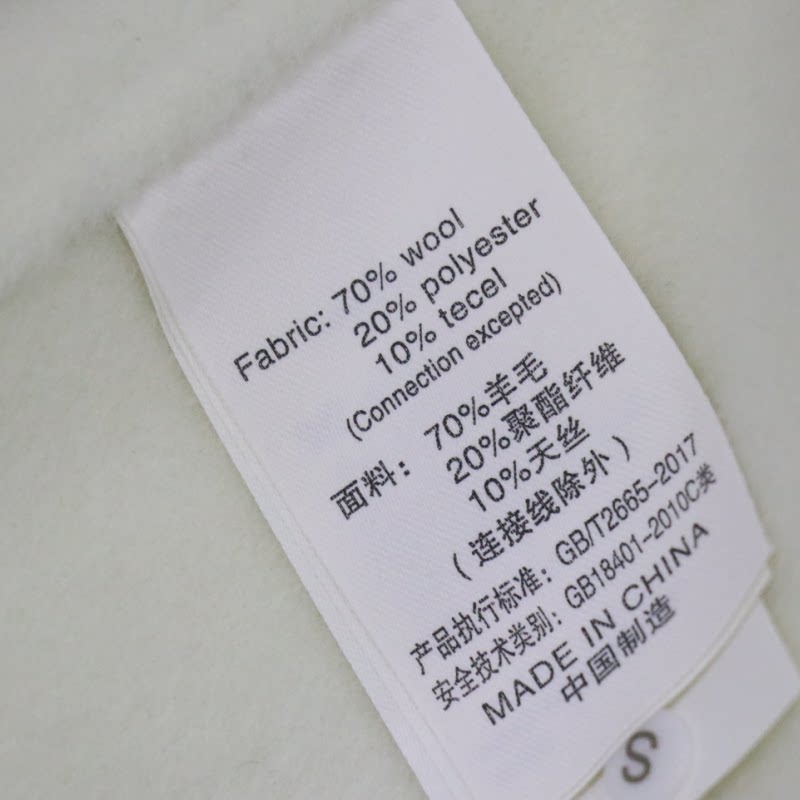 Fabric: 70% wool
20% polyester
10% tecel
(Connection excepted)
面料: 70%羊毛
20%聚酯纤维
10%天丝
(连接线除外)
产品执行标准: GB/T2665-2017
安全技术类别: GB18401-2010C类
MADE IN CHINA
中国制造
S